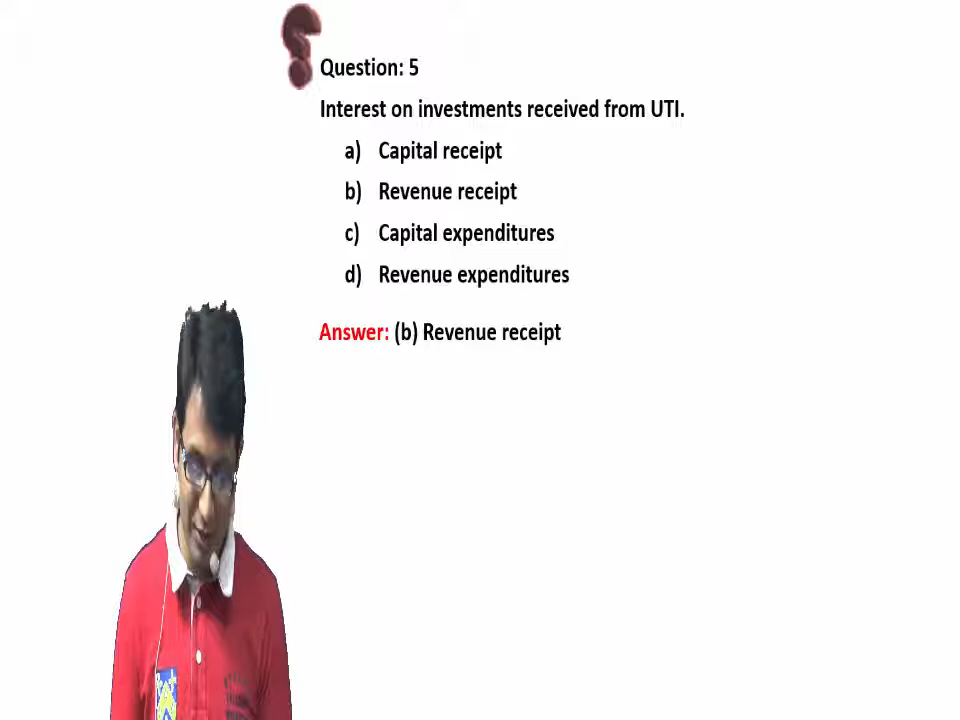 Question: 5
Interest on investments received from UTI.
a) Capital receipt
b) Revenue receipt
c) Capital expenditures
d) Revenue expenditures
Answer: (b) Revenue receipt